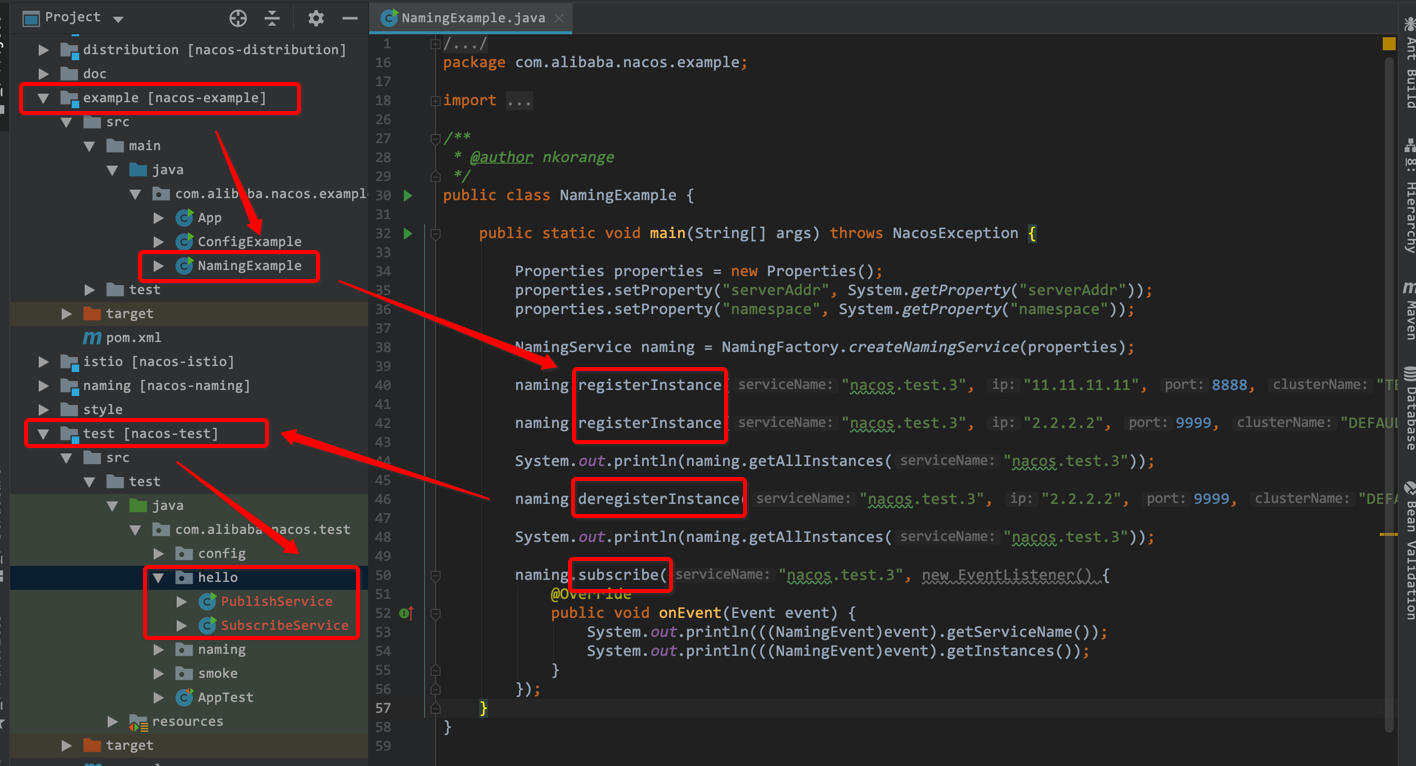 Project
distribution [nacos-distribution]
doc
example [nacos-example]
src
main
java
com.alibaba.nacos.exampl
App
ConfigExample
NamingExample
test
target
pom.xml
istio [nacos-istio]
naming [nacos-naming]
style
test [nacos-test]
src
test
java
com.alibaba.nacos.test
config
hello
PublishService
SubscribeService
naming
smoke
AppTest
resources
target
NamingExample.java
1 /.../
16 package com.alibaba.nacos.example;
17
18 import ...
26
27 /**
28 * @author nkorange
29 */
30 public class NamingExample {
31
32 public static void main(String[] args) throws NacosException {
33
34 Properties properties = new Properties();
35 properties.setProperty("serverAddr", System.getProperty("serverAddr"));
36 properties.setProperty("namespace", System.getProperty("namespace"));
37
38 NamingService naming = NamingFactory.createNamingService(properties);
39
40 naming registerInstance( serviceName: "nacos.test.3", ip: "11.11.11.11", port: 8888, clusterName: "TE
41
42 naming registerInstance( serviceName: "nacos.test.3", ip: "2.2.2.2", port: 9999, clusterName: "DEFAUL
43
44 System.out.println(naming.getAllInstances( serviceName: "nacos.test.3"));
45
46 naming deregisterInstance( serviceName: "nacos.test.3", ip: "2.2.2.2", port: 9999, clusterName: "DEFA
47
48 System.out.println(naming.getAllInstances( serviceName: "nacos.test.3"));
49
50 naming.subscribe( serviceName: "nacos.test.3", new EventListener() {
51 @Override
52 public void onEvent(Event event) {
53 System.out.println(((NamingEvent)event).getServiceName());
54 System.out.println(((NamingEvent)event).getInstances());
55 }
56 });
57 }
58 }
59
Ant Build
8: Hierarchy
Maven
Database
Bean Validation